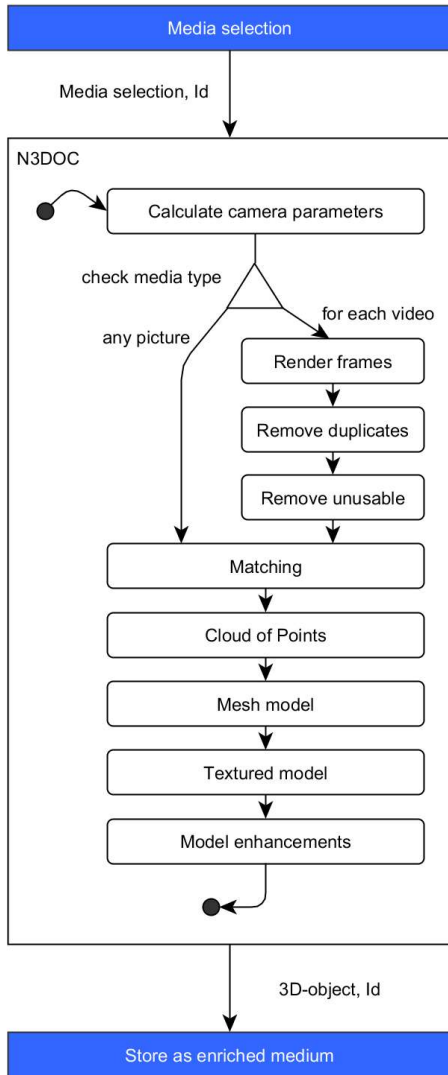 Media selection
Media selection, Id
N3DOC
Calculate camera parameters
check media type
for each video
any picture
Render frames
Remove duplicates
Remove unusable
Matching
Cloud of Points
Mesh model
Textured model
Model enhancements
3D-object, Id
Store as enriched medium